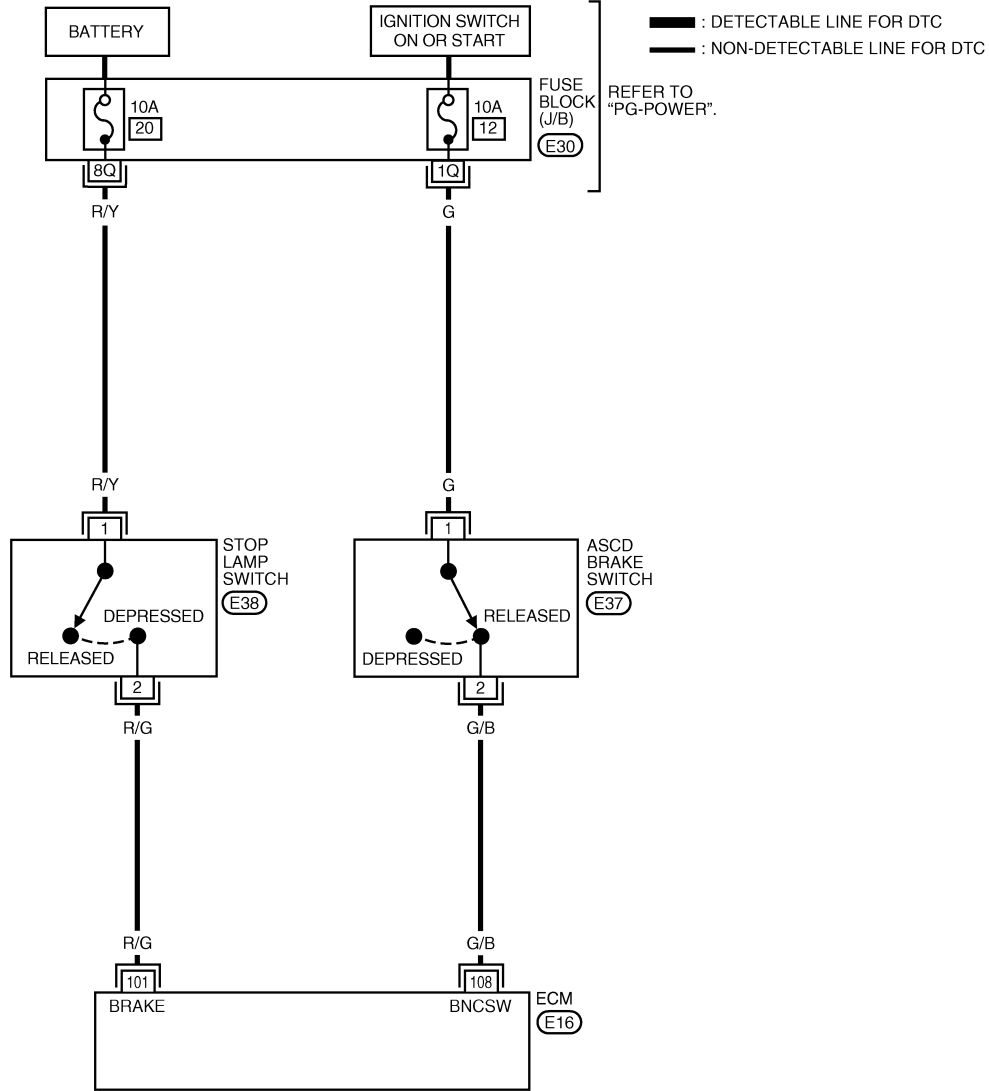 BATTERY
IGNITION SWITCH
ON OR START
: DETECTABLE LINE FOR DTC
: NON-DETECTABLE LINE FOR DTC
10A
20
10A
12
FUSE
BLOCK
(J/B)
E30
REFER TO
“PG-POWER”.
8Q
1Q
R/Y
G
R/Y
G
1
1
STOP
LAMP
SWITCH
E38
DEPRESSED
RELEASED
ASCD
BRAKE
SWITCH
E37
RELEASED
DEPRESSED
2
2
R/G
G/B
R/G
G/B
101
108
BRAKE
BNCSW
ECM
E16